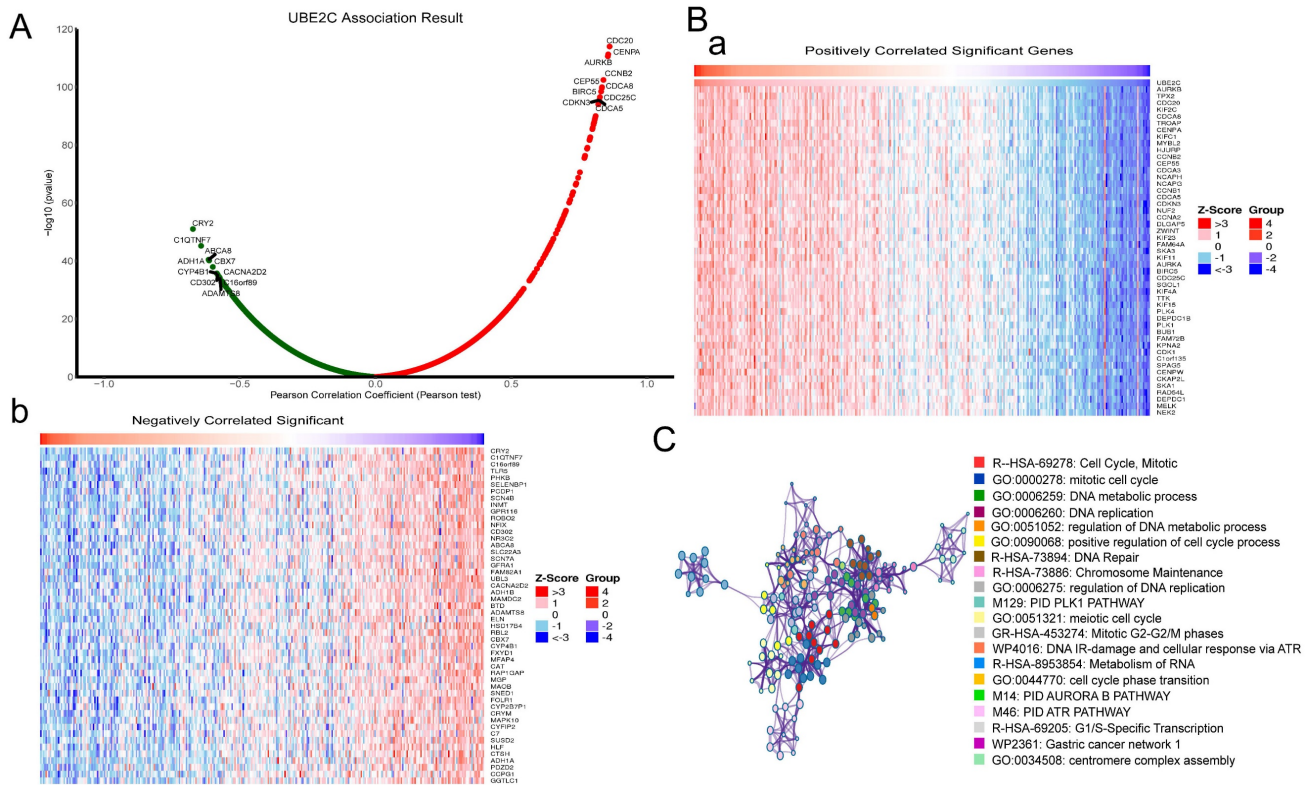 A
UBE2C Association Result
−log10 (pvalue)
120
100
80
60
40
20
0
−1.0
−0.5
0.0
0.5
1.0
Pearson Correlation Coefficient (Pearson test)
CDC20
CENPA
AURKB
CCNB2
CEP55
CDCA8
BIRC5
CDC25C
CDKN3
CDCA5
CRY2
C1QTNF7
ABCA8
ADH1A
CBX7
CYP4B1
CACNA2D2
CD302
C16orf89
ADAMTS8
B
a
Positively Correlated Significant Genes
UBE2C
AURKB
TPX2
CDC20
KIF2C
CDCA8
TROAP
CENPA
KIFC1
MYBL2
HJURP
CCNB2
CEP55
CDCA3
NCAPH
NCAPG
CCNB1
CDCA5
CDKN3
NUF2
CCNA2
DLGAP5
ZWINT
KIF23
FAM64A
SKA3
KIF11
AURKA
BIRC5
CDC25C
SGOL1
KIF4A
TTK
KIF15
PLK4
DEPDC1B
PLK1
BUB1
FAM72B
KPNA2
CDK1
C1orf135
SPAG5
CENPW
CKAP2L
SKA1
RAD54L
DEPDC1
MELK
NEK2
Z-Score Group
>3 4
1 2
0 0
-1 -2
<-3 -4
b
Negatively Correlated Significant
CRY2
C1QTNF7
C16orf89
TLR5
PHKB
SELENBP1
PCDP1
SCN4B
INMT
GPR116
ROBO2
NFIX
CD302
NR3C2
ABCA8
SLC22A3
SCN7A
GFRA1
FAM82A1
UBL3
CACNA2D2
ADH1B
MAMDC2
BTD
ADAMTS8
ELN
HSD17B4
RBL2
CBX7
CYP4B1
FXYD1
MFAP4
CAT
RAP1GAP
MGP
MAOB
SNED1
FOLR1
CYP2B7P1
CRYM
MAPK10
CYFIP2
C7
SUSD2
HLF
CTSH
ADH1A
PDZD2
CCPG1
GGTLC1
Z-Score Group
>3 4
1 2
0 0
-1 -2
<-3 -4
C
R--HSA-69278: Cell Cycle, Mitotic
GO:0000278: mitotic cell cycle
GO:0006259: DNA metabolic process
GO:0006260: DNA replication
GO:0051052: regulation of DNA metabolic process
GO:0090068: positive regulation of cell cycle process
R-HSA-73894: DNA Repair
R-HSA-73886: Chromosome Maintenance
GO:0006275: regulation of DNA replication
M129: PID PLK1 PATHWAY
GO:0051321: meiotic cell cycle
GR-HSA-453274: Mitotic G2-G2/M phases
WP4016: DNA IR-damage and cellular response via ATR
R-HSA-8953854: Metabolism of RNA
GO:0044770: cell cycle phase transition
M14: PID AURORA B PATHWAY
M46: PID ATR PATHWAY
R-HSA-69205: G1/S-Specific Transcription
WP2361: Gastric cancer network 1
GO:0034508: centromere complex assembly